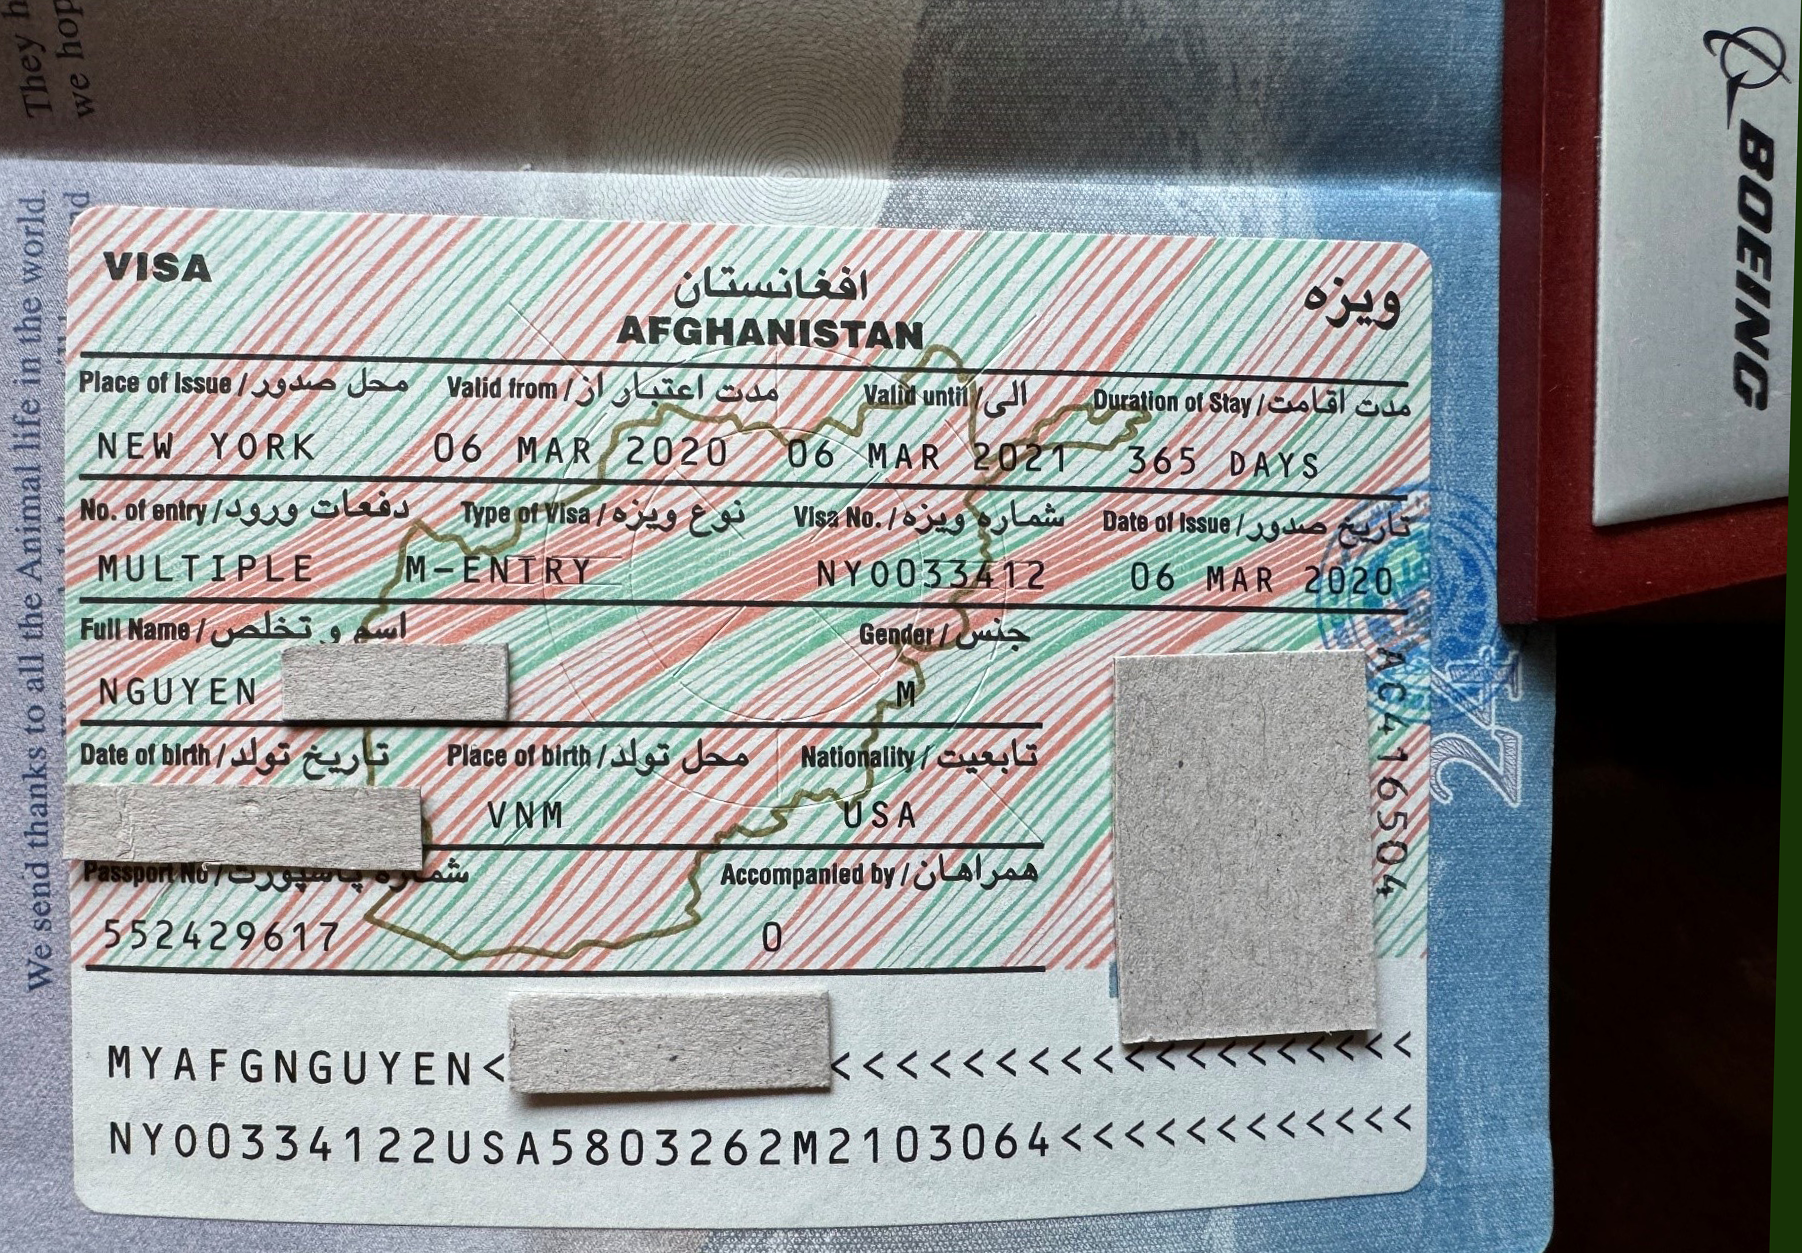 They h
we hop
We send thanks to all the Animal life in the world.
nd
VISA
افغانستان
ویزه
AFGHANISTAN
Place of Issue / محل صدور
Valid from / مدت اعتبار از
Valid until / الی
Duration of Stay / مدت اقامت
NEW YORK
06 MAR 2020
06 MAR 2021
365 DAYS
No. of entry / دفعات ورود
Type of Visa / نوع ویزه
Visa No. / شماره ویزه
Date of Issue / تاریخ صدور
MULTIPLE
M-ENTRY
NY0033412
06 MAR 2020
Full Name / اسم و تخلص
Gender / جنس
NGUYEN
M
Date of birth / تاریخ تولد
Place of birth / محل تولد
Nationality / تابعیت
VNM
USA
Passport No / شماره پاسپورت
Accompanied by / همراهان
552429617
0
AC416504
42
MYAFGNGUYEN< <<<<<<<<<<<<<<<<<<
NY00334122USA5803262M2103064<<<<<<<<<<<<
BOEING